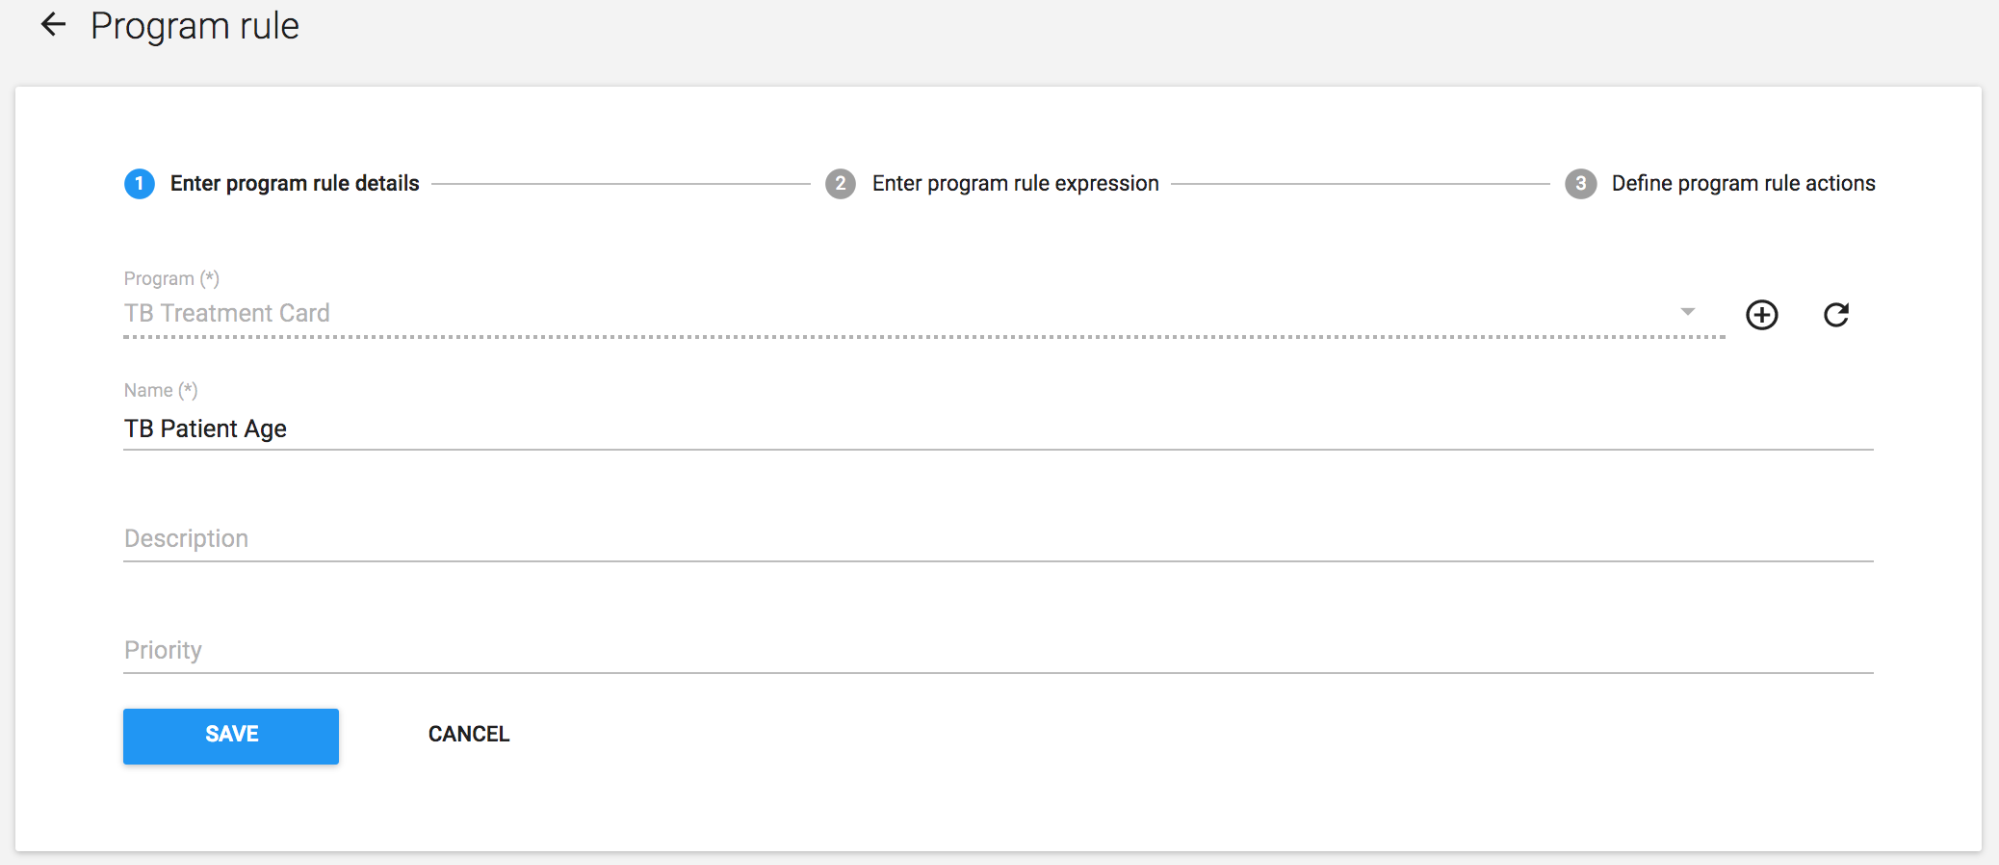 Program rule
1 Enter program rule details 2 Enter program rule expression 3 Define program rule actions
Program (*)
TB Treatment Card
Name (*)
TB Patient Age
Description
Priority
SAVE CANCEL